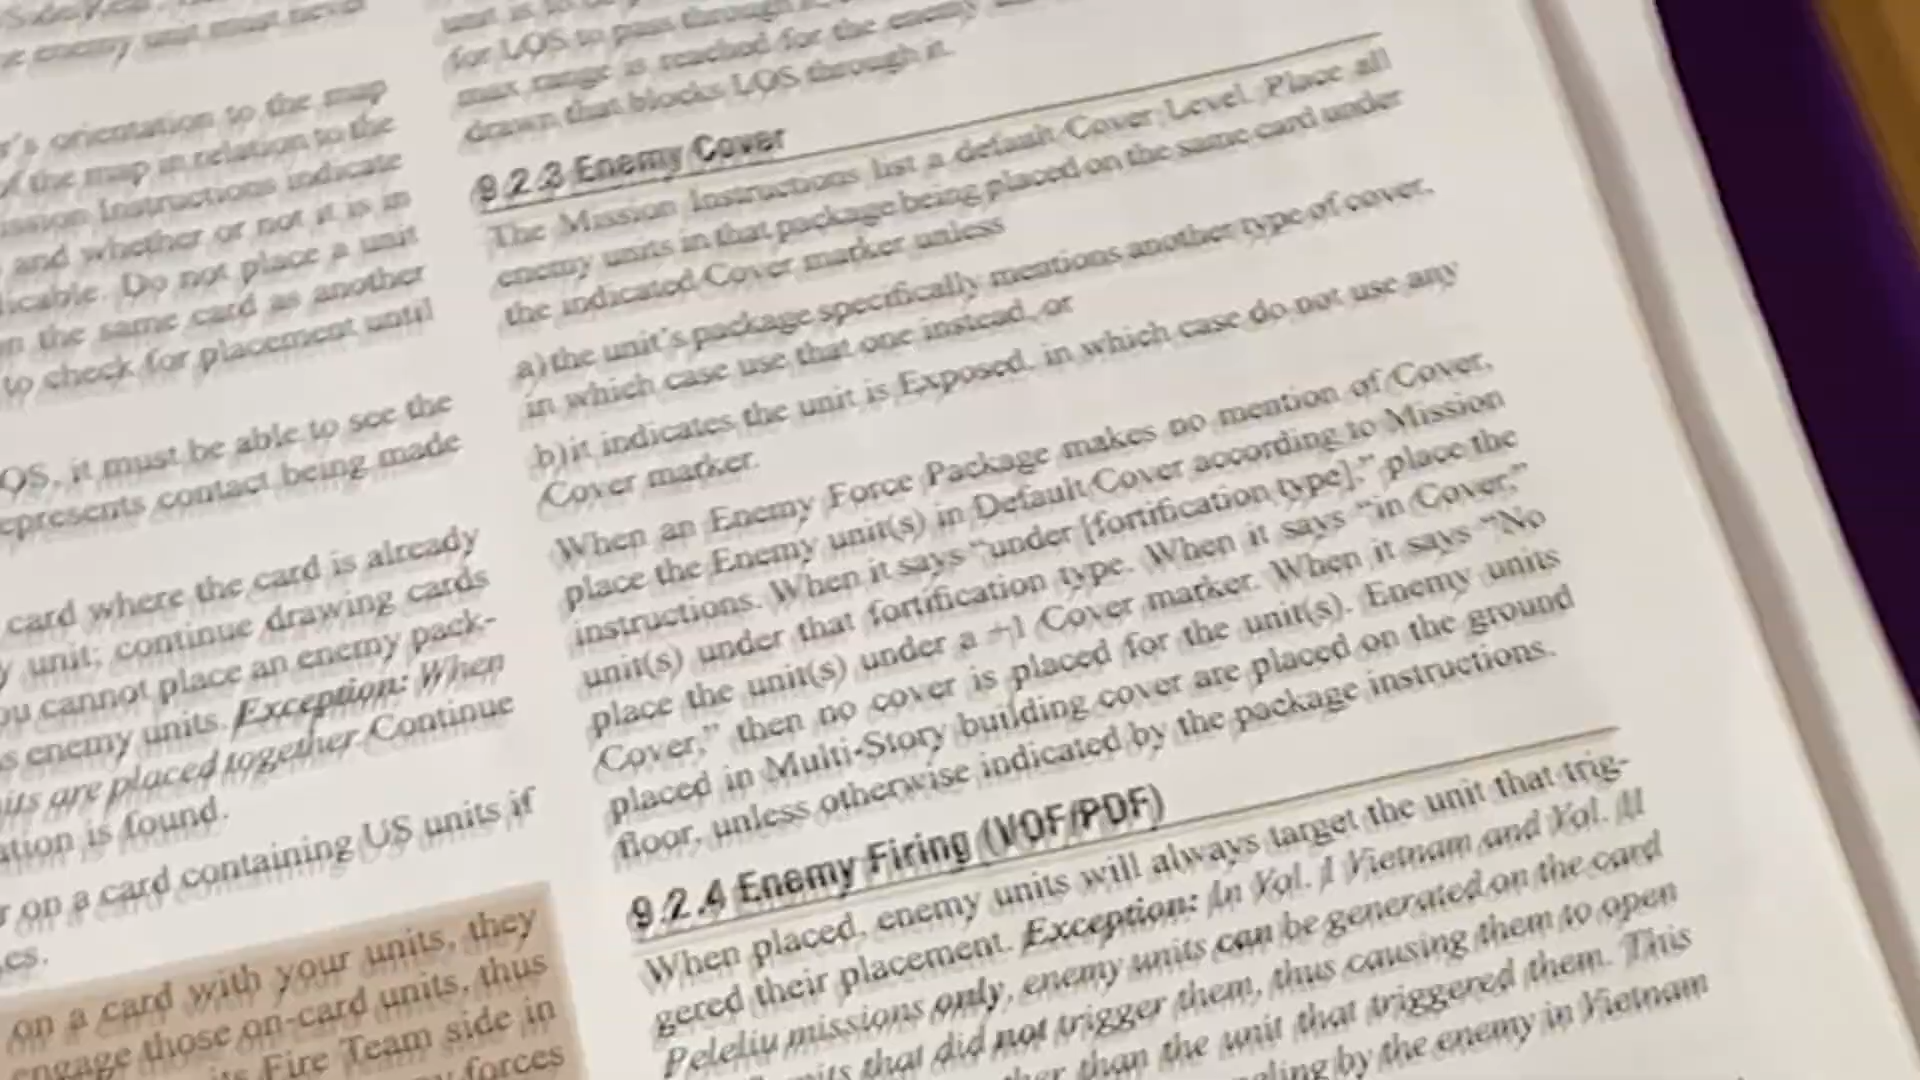 e enemy unit must never
r's orientation to the map
of the map in relation to the
ission Instructions indicate
and whether or not it is in
licable. Do not place a unit
n the same card as another
to check for placement until
OS, it must be able to see the
epresents contact being made
card where the card is already
y unit; continue drawing cards
ou cannot place an enemy pack-
s enemy units. Exception: When
its are placed together. Continue
ation is found.
r on a card containing US units if
es.
on a card with your units, they
engage those on-card units, thus
Fire Team side in
forces
for LOS to pass through
max range is reached for the enemy
drawn that blocks LOS through it.
9.2.3 Enemy Cover
The Mission Instructions list a default Cover Level. Place all
enemy units in that package being placed on the same card under
the indicated Cover marker unless
a) the unit's package specifically mentions another type of cover,
in which case use that one instead, or
b) it indicates the unit is Exposed, in which case do not use any
Cover marker.
When an Enemy Force Package makes no mention of Cover,
place the Enemy unit(s) in Default Cover according to Mission
instructions. When it says “under [fortification type],” place the
unit(s) under that fortification type. When it says “in Cover,”
place the unit(s) under a –1 Cover marker. When it says “No
Cover,” then no cover is placed for the unit(s). Enemy units
placed in Multi-Story building cover are placed on the ground
floor, unless otherwise indicated by the package instructions.
9.2.4 Enemy Firing (VOF/PDF)
When placed, enemy units will always target the unit that trig-
gered their placement. Exception: In Vol. I Vietnam and Vol. III
Peleliu missions only, enemy units can be generated on the card
units that did not trigger them, thus causing them to open
than the unit that triggered them. This
by the enemy in Vietnam